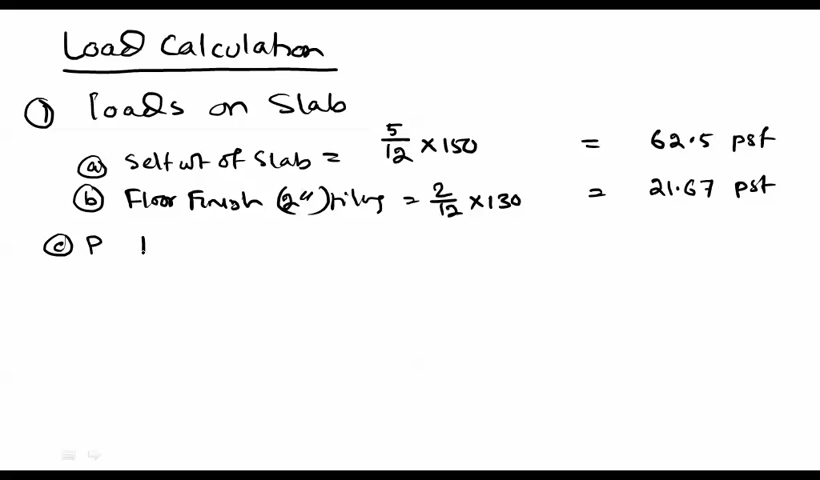 Load Calculation
① loads on Slab
ⓐ Self wt of Slab = 5/12 × 150 = 62.5 psf
ⓑ Floor Finish (2") tiling = 2/12 × 130 = 21.67 psf
ⓒ P